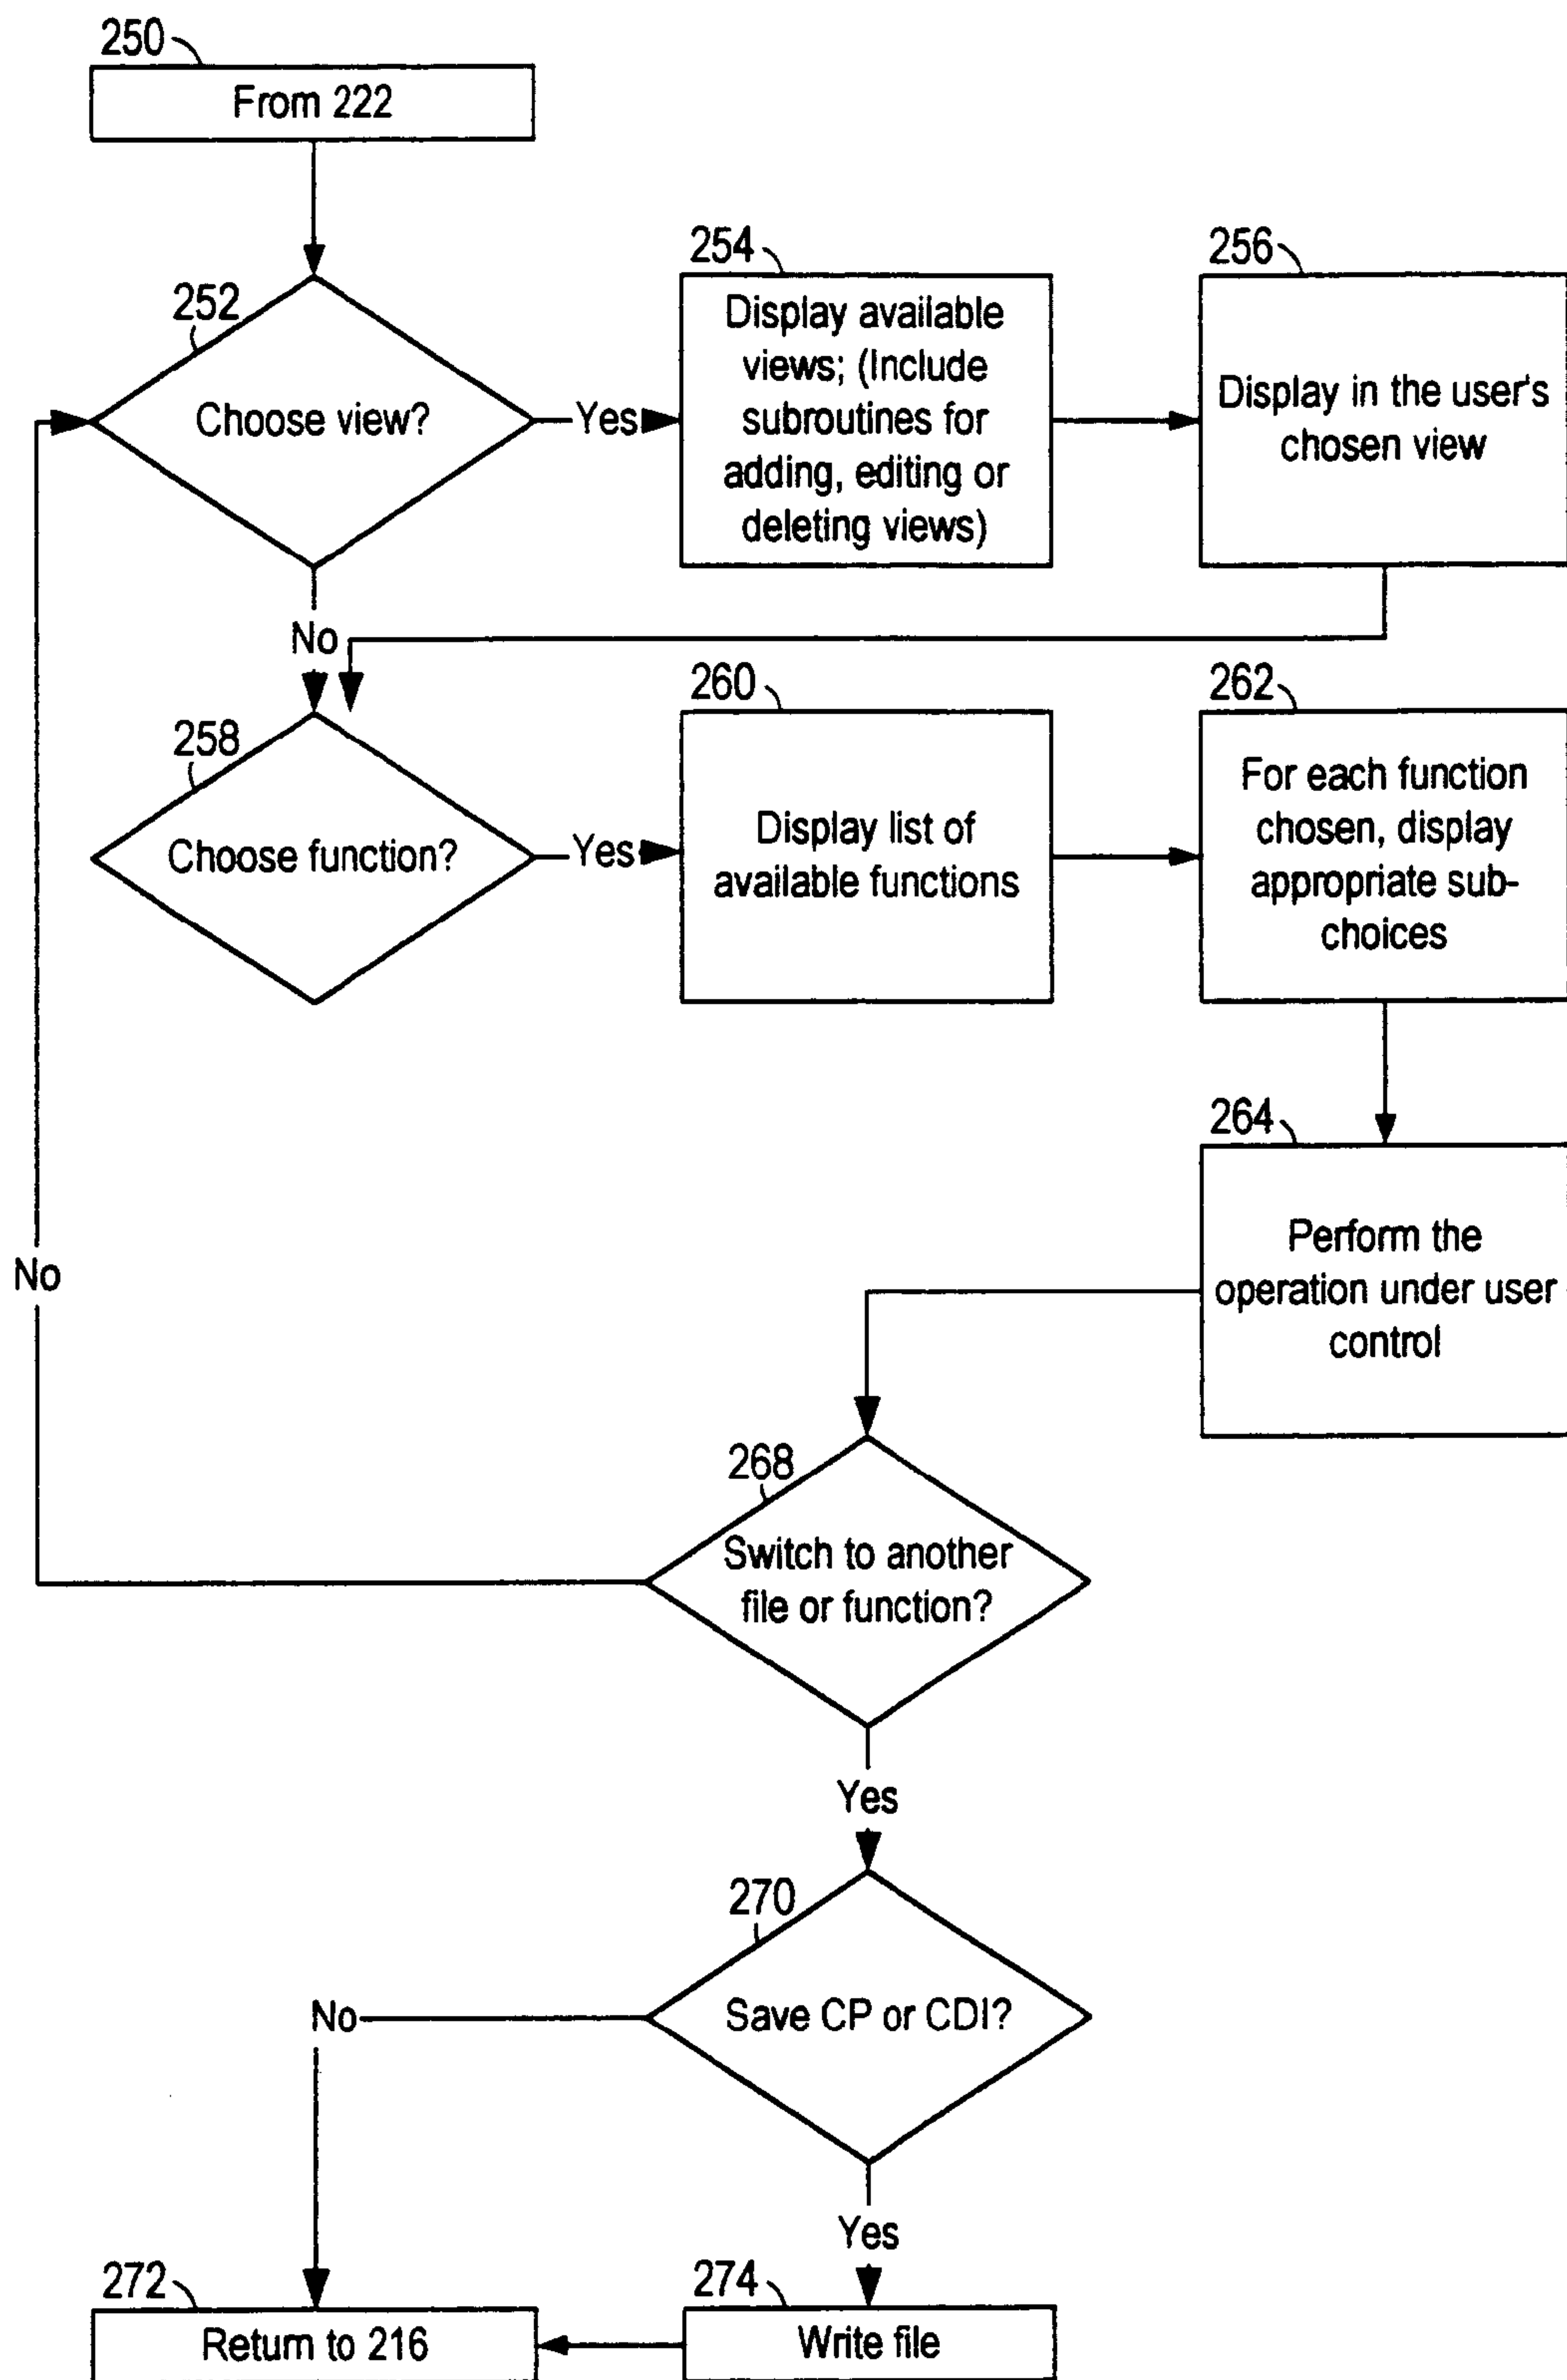 250
From 222
252
Choose view?
Yes
254
Display available
views; (Include
subroutines for
adding, editing or
deleting views)
256
Display in the user's
chosen view
No
258
Choose function?
Yes
260
Display list of
available functions
262
For each function
chosen, display
appropriate sub-
choices
264
Perform the
operation under user
control
No
268
Switch to another
file or function?
Yes
270
Save CP or CDI?
No
Yes
272
Return to 216
274
Write file